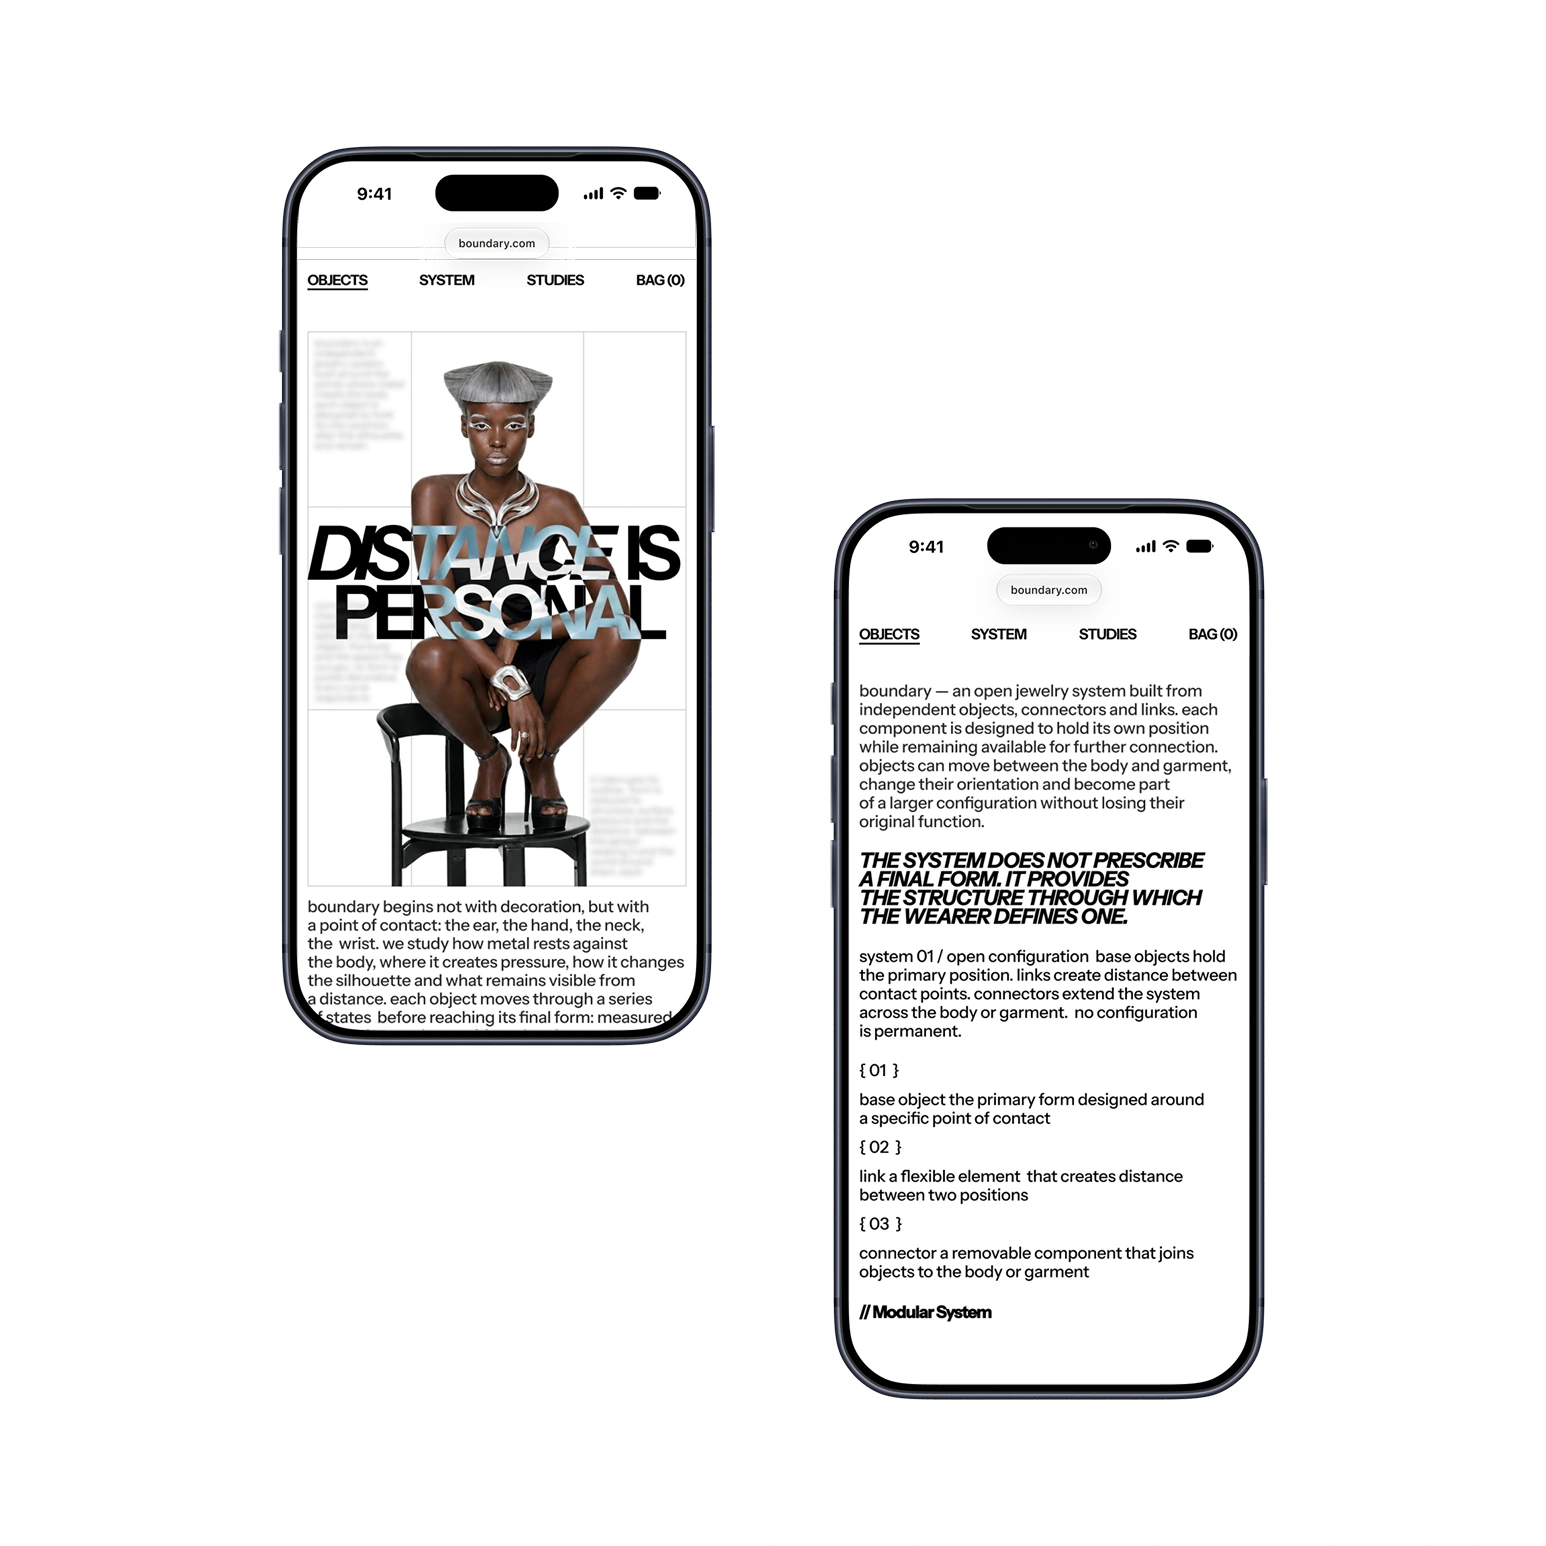 9:41
boundary.com
OBJECTS SYSTEM STUDIES BAG (0)
DISTANCE IS
PERSONAL
boundary begins not with decoration, but with
a point of contact: the ear, the hand, the neck,
the wrist. we study how metal rests against
the body, where it creates pressure, how it changes
the silhouette and what remains visible from
a distance. each object moves through a series
of states before reaching its final form: measured
9:41
boundary.com
OBJECTS SYSTEM STUDIES BAG (0)
boundary — an open jewelry system built from
independent objects, connectors and links. each
component is designed to hold its own position
while remaining available for further connection.
objects can move between the body and garment,
change their orientation and become part
of a larger configuration without losing their
original function.
THE SYSTEM DOES NOT PRESCRIBE
A FINAL FORM. IT PROVIDES
THE STRUCTURE THROUGH WHICH
THE WEARER DEFINES ONE.
system 01 / open configuration base objects hold
the primary position. links create distance between
contact points. connectors extend the system
across the body or garment. no configuration
is permanent.
{ 01 }
base object the primary form designed around
a specific point of contact
{ 02 }
link a flexible element that creates distance
between two positions
{ 03 }
connector a removable component that joins
objects to the body or garment
// Modular System